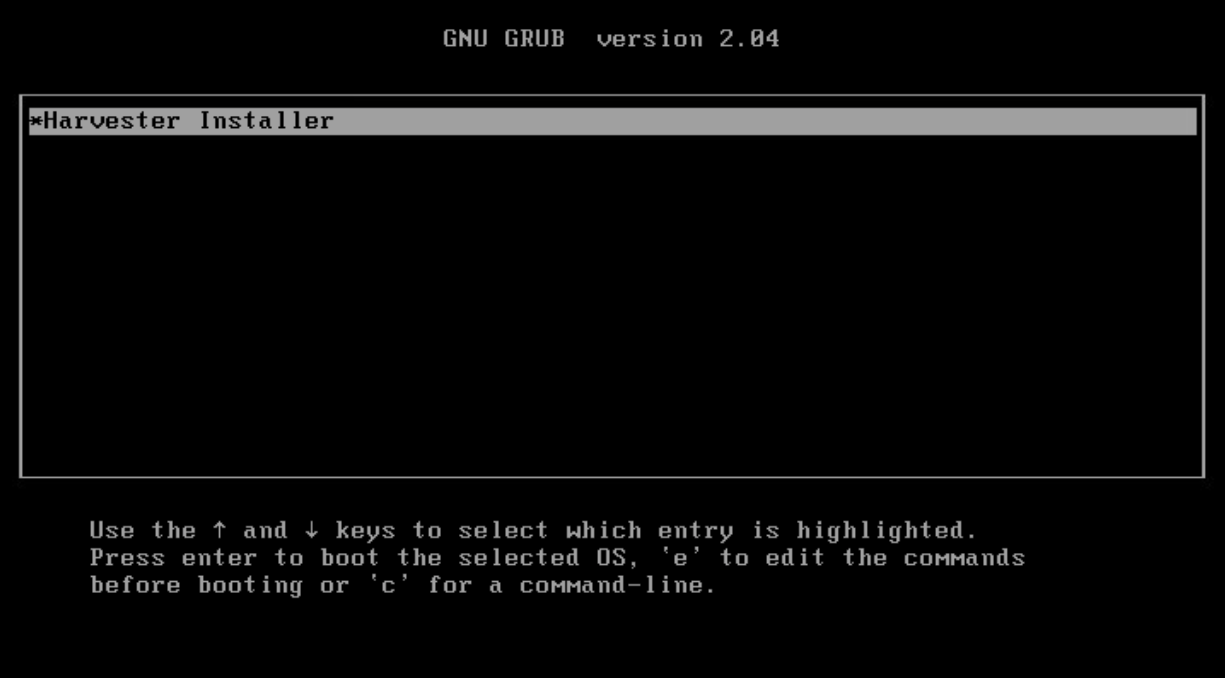 GNU GRUB  version 2.04
*Harvester Installer
Use the ↑ and ↓ keys to select which entry is highlighted.
Press enter to boot the selected OS, `e' to edit the commands
before booting or `c' for a command-line.